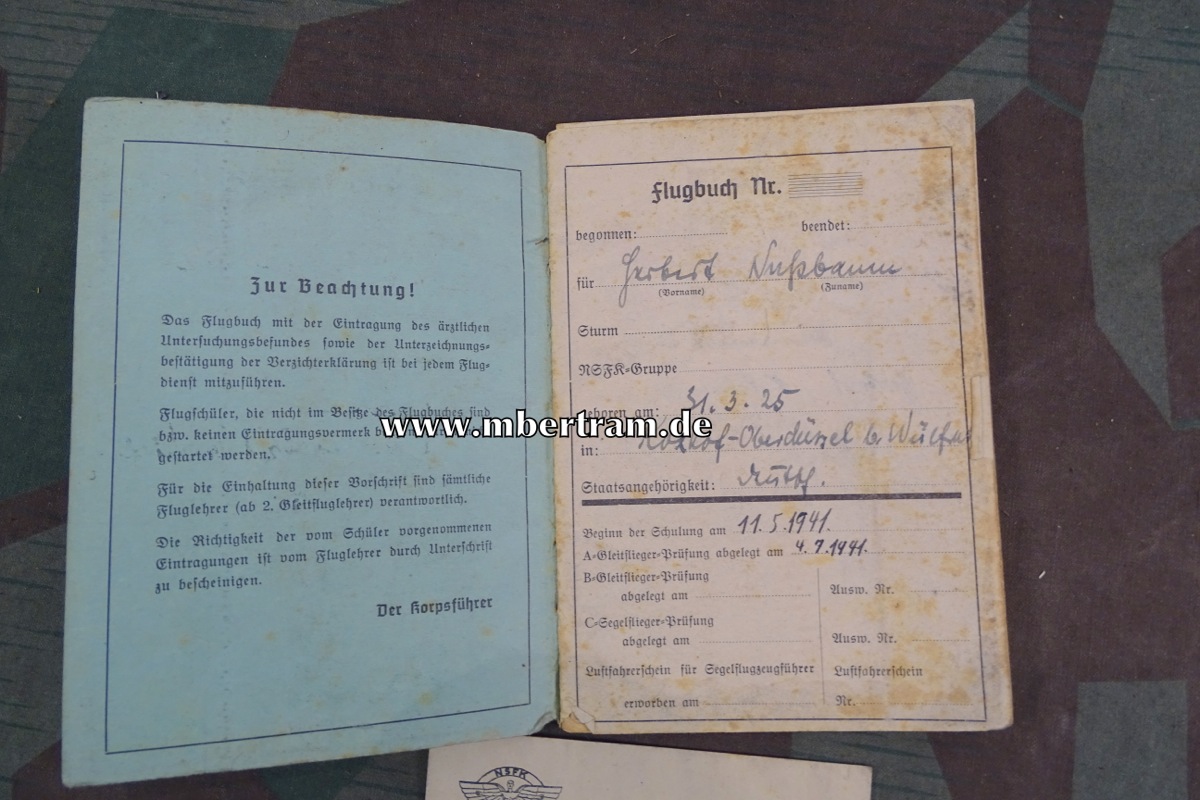 Zur Beachtung!
Das Flugbuch mit der Eintragung des ärztlichen
Untersuchungsbefundes sowie der Unterzeichnungs-
bestätigung der Verzichterklärung ist bei jedem Flug-
dienst mitzuführen.
Flugschüler, die nicht im Besitze des Flugbuches sind
bzw. keinen Eintragungsvermerk
gestartet werden.
Für die Einhaltung dieser Vorschrift sind sämtliche
Fluglehrer (ab 2. Gleitfluglehrer) verantwortlich.
Die Richtigkeit der vom Schüler vorgenommenen
Eintragungen ist vom Fluglehrer durch Unterschrift
zu bescheinigen.
Der Korpsführer
Flugbuch Nr.
begonnen: beendet:
für Herbert Nußbaum
(Vorname) (Zuname)
Sturm
NSFK-Gruppe
geboren am: 31.3.25
in: -Oberdüssel b. Wülfra
Staatsangehörigkeit:
Beginn der Schulung am 11.5.1941.
A-Gleitflieger-Prüfung abgelegt am 4.7.1941.
B-Gleitflieger-Prüfung
abgelegt am Ausw. Nr.
C-Segelflieger-Prüfung
abgelegt am Ausw. Nr.
Luftfahrerschein für Segelflugzeugführer Luftfahrerschein
erworben am Nr.
www.mbertram.de
NSFK